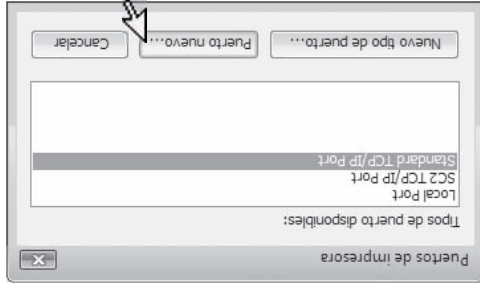 Puertos de impresora
Tipos de puerto disponibles:
Local Port
SC2 TCP/IP Port
Standard TCP/IP Port
Nuevo tipo de puerto... Puerto nuevo... Cancelar